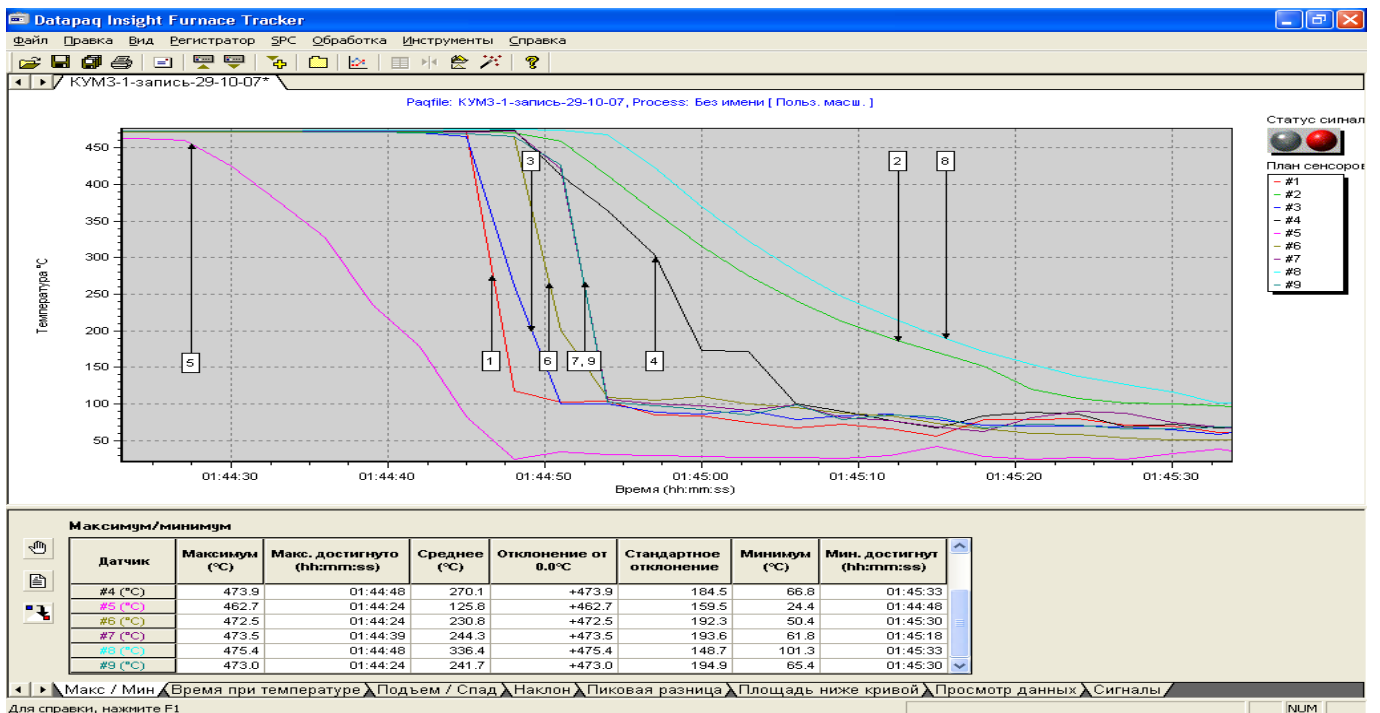 Datapaq Insight Furnace Tracker
Файл Правка Вид Регистратор SPC Обработка Инструменты Справка
КУМЗ-1-запись-29-10-07*
Paqfile: КУМЗ-1-запись-29-10-07, Process: Без имени [ Польз. масш. ]
Статус сигнал
План сенсоров
#1
#2
#3
#4
#5
#6
#7
#8
#9
Температура °C
450
400
350
300
250
200
150
100
50
3 2 8
5 1 6 7, 9 4
01:44:30 01:44:40 01:44:50 01:45:00 01:45:10 01:45:20 01:45:30
Время (hh:mm:ss)
Максимум/минимум
Датчик Максимум (°C) Макс. достигнуто (hh:mm:ss) Среднее (°C) Отклонение от 0.0°C Стандартное отклонение Минимум (°C) Мин. достигнут (hh:mm:ss)
#4 (°C) 473.9 01:44:48 270.1 +473.9 184.5 66.8 01:45:33
#5 (°C) 462.7 01:44:24 125.8 +462.7 159.5 24.4 01:44:48
#6 (°C) 472.5 01:44:24 230.8 +472.5 192.3 50.4 01:45:30
#7 (°C) 473.5 01:44:39 244.3 +473.5 193.6 61.8 01:45:18
#8 (°C) 475.4 01:44:48 336.4 +475.4 148.7 101.3 01:45:33
#9 (°C) 473.0 01:44:24 241.7 +473.0 194.9 65.4 01:45:30
Макс / Мин Время при температуре Подъем / Спад Наклон Пиковая разница Площадь ниже кривой Просмотр данных Сигналы
Для справки, нажмите F1 NUM